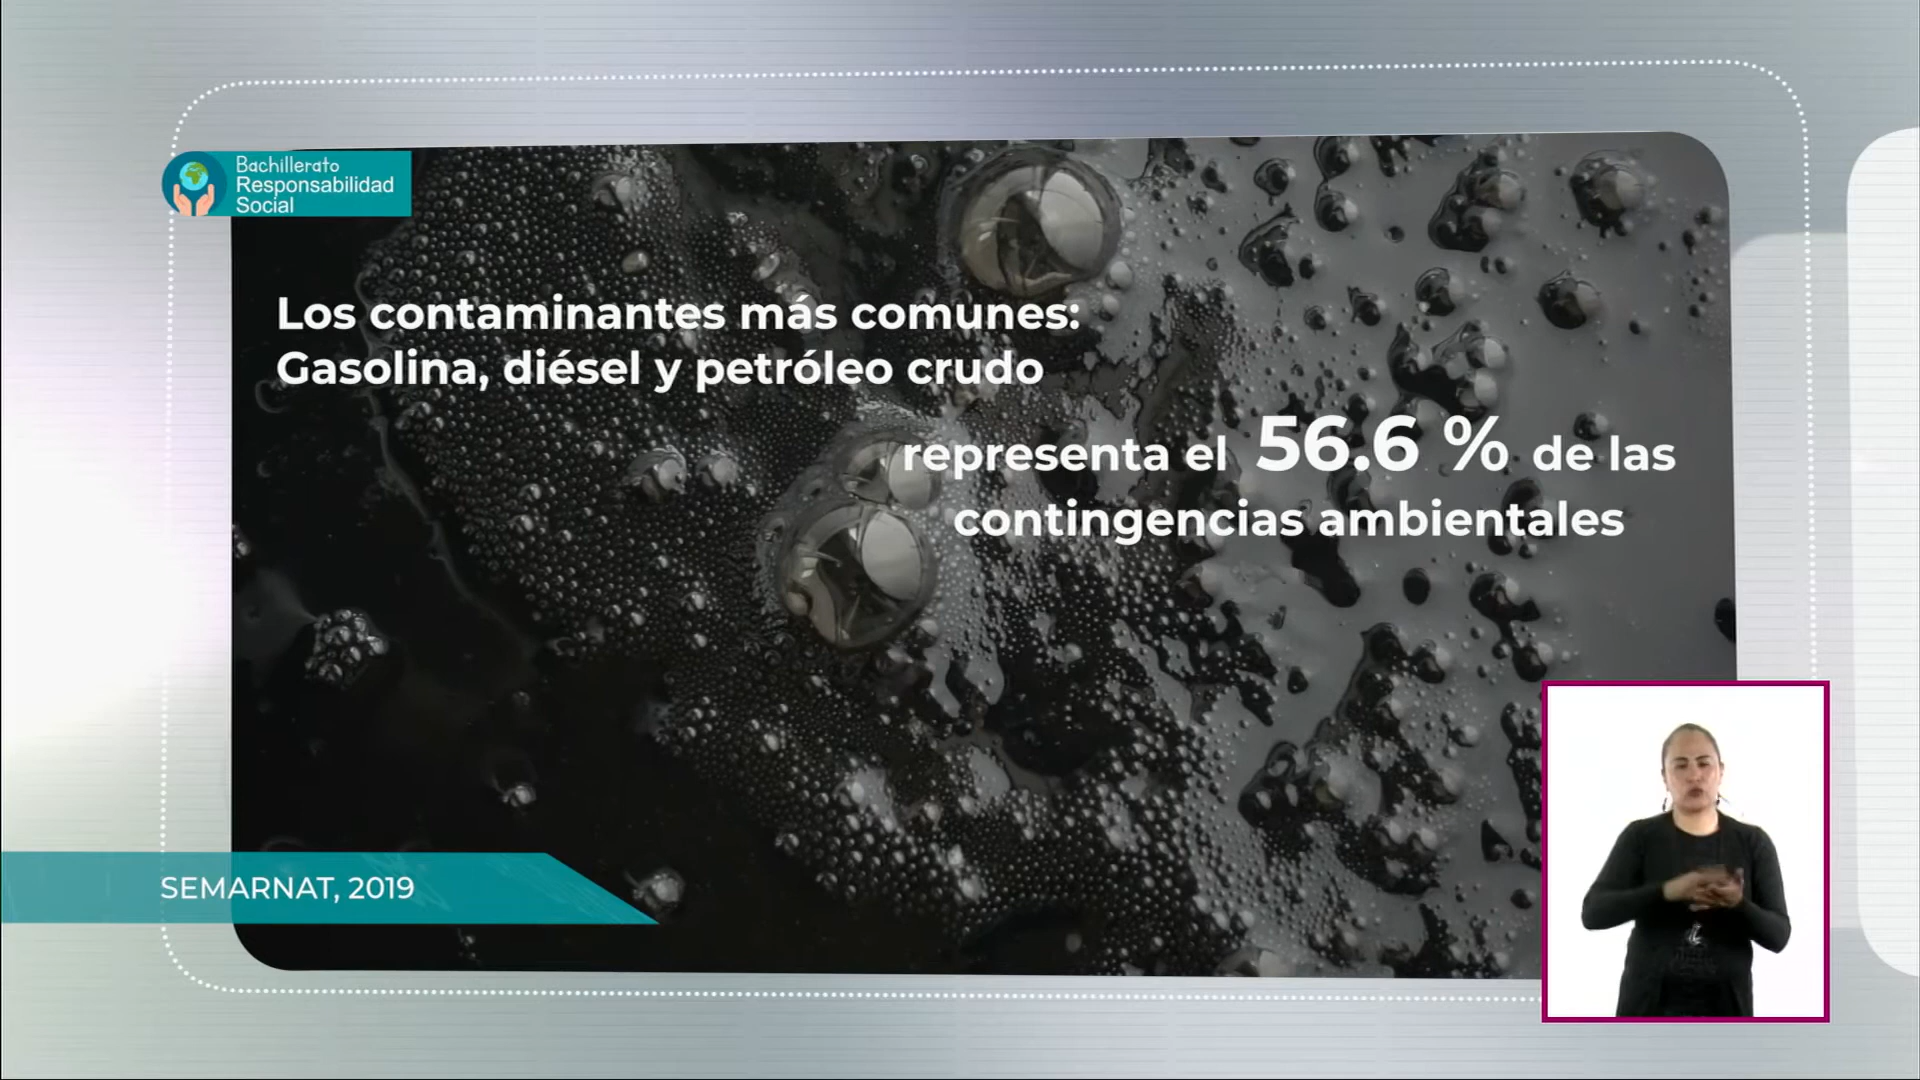 Bachillerato
Responsabilidad
Social
Los contaminantes más comunes:
Gasolina, diésel y petróleo crudo
representa el 56.6 % de las
contingencias ambientales
SEMARNAT, 2019